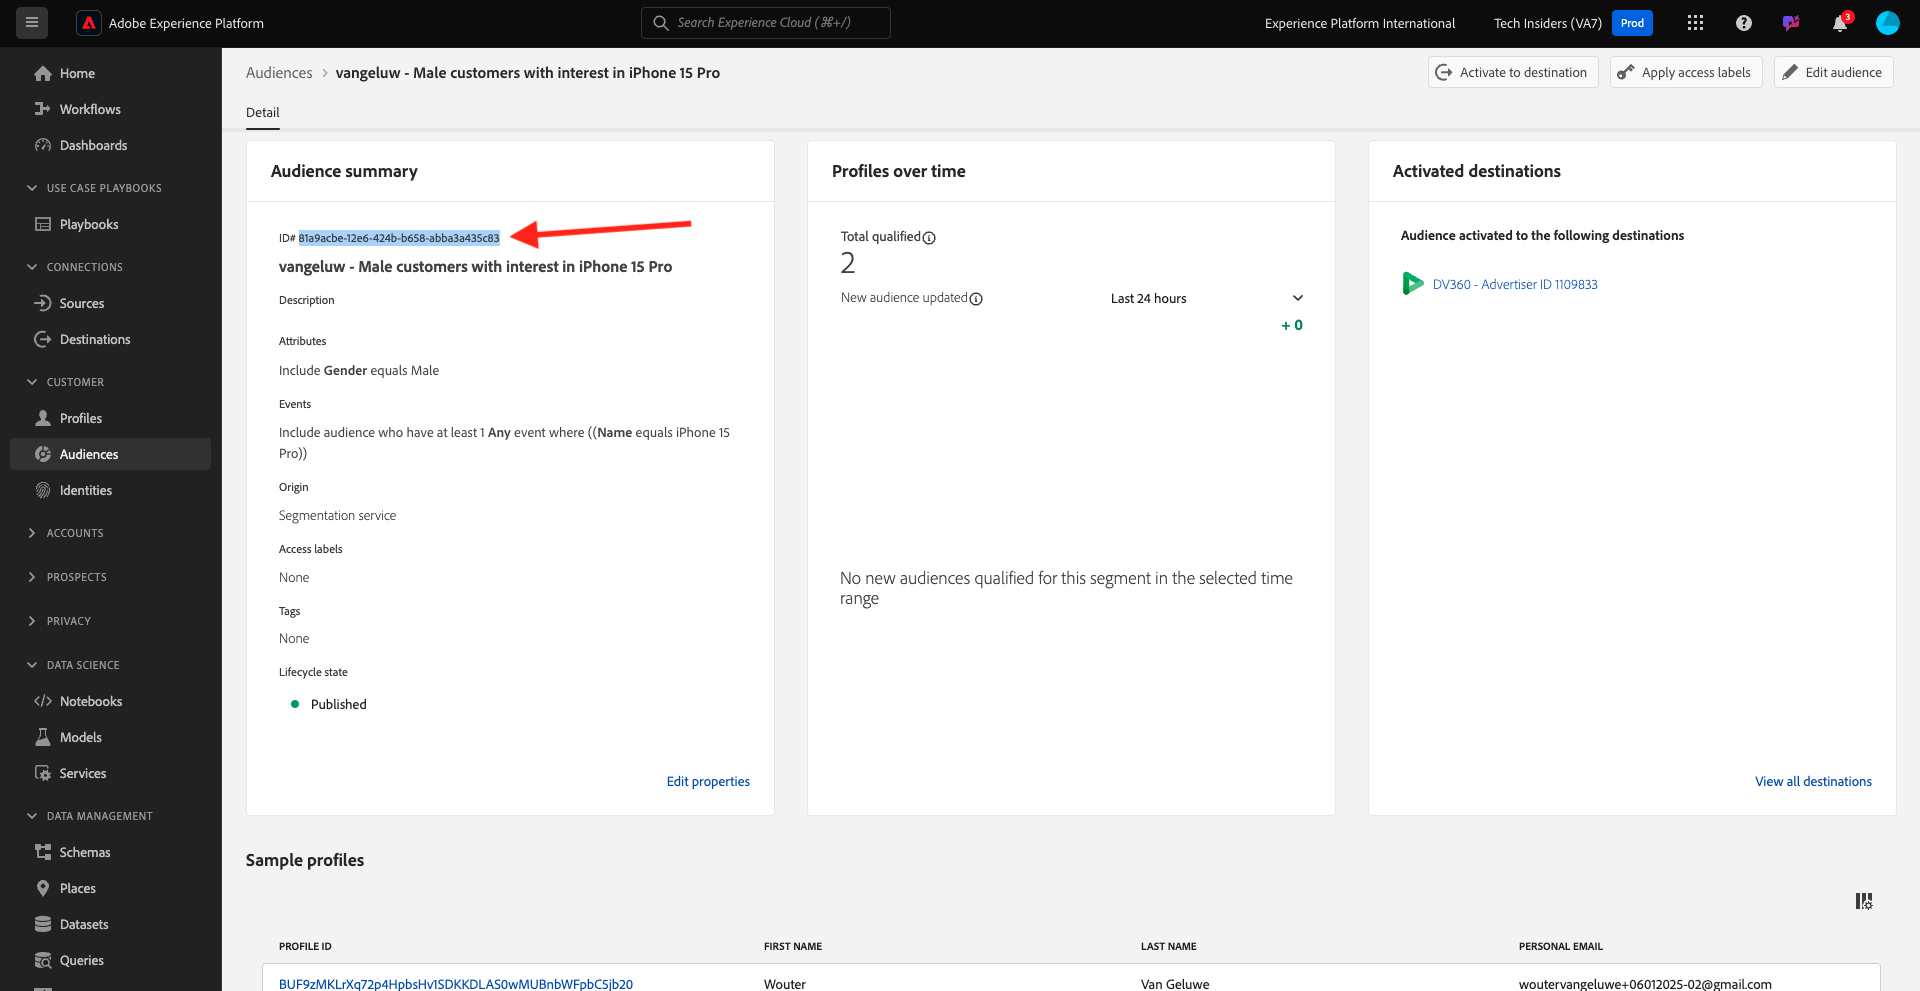 Adobe Experience Platform
Search Experience Cloud (⌘+/)
Experience Platform International
Tech Insiders (VA7)
Prod
3
Home
Workflows
Dashboards
USE CASE PLAYBOOKS
Playbooks
CONNECTIONS
Sources
Destinations
CUSTOMER
Profiles
Audiences
Identities
ACCOUNTS
PROSPECTS
PRIVACY
DATA SCIENCE
Notebooks
Models
Services
DATA MANAGEMENT
Schemas
Places
Datasets
Queries
Audiences > vangeluw - Male customers with interest in iPhone 15 Pro
Activate to destination
Apply access labels
Edit audience
Detail
Audience summary
ID# 81a9acbe-12e6-424b-b658-abba3a435c83
vangeluw - Male customers with interest in iPhone 15 Pro
Description
Attributes
Include Gender equals Male
Events
Include audience who have at least 1 Any event where ((Name equals iPhone 15
Pro))
Origin
Segmentation service
Access labels
None
Tags
None
Lifecycle state
Published
Edit properties
Profiles over time
Total qualified
2
New audience updated
Last 24 hours
+ 0
No new audiences qualified for this segment in the selected time
range
Activated destinations
Audience activated to the following destinations
DV360 - Advertiser ID 1109833
View all destinations
Sample profiles
PROFILE ID
FIRST NAME
LAST NAME
PERSONAL EMAIL
BUF9zMKLrXq72p4HpbsHv1SDKKDLAS0wMUBnbWFpbC5jb20
Wouter
Van Geluwe
woutervangeluwe+06012025-02@gmail.com